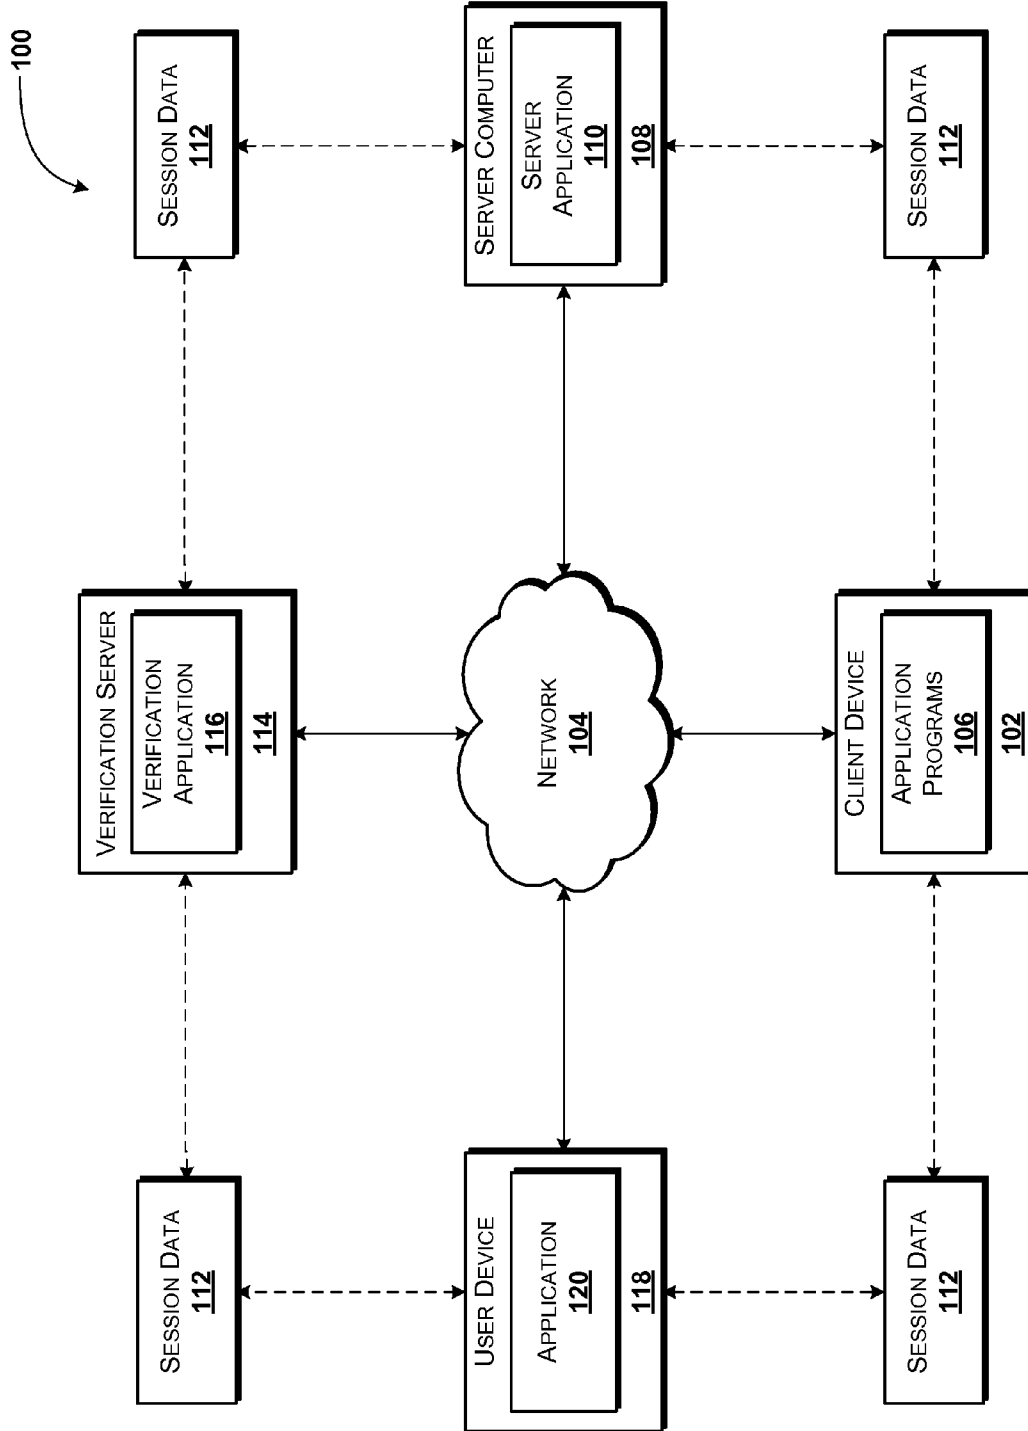 100
SESSION DATA
112
VERIFICATION SERVER
VERIFICATION
APPLICATION
116
114
SESSION DATA
112
USER DEVICE
APPLICATION
120
118
NETWORK
104
SERVER COMPUTER
SERVER
APPLICATION
110
108
SESSION DATA
112
CLIENT DEVICE
APPLICATION
PROGRAMS
106
102
SESSION DATA
112